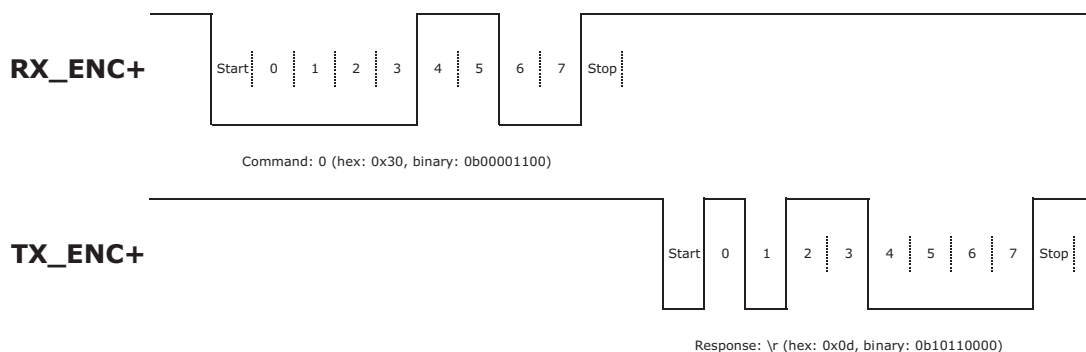 RX_ENC+ Start 0 1 2 3 4 5 6 7 Stop
Command: 0 (hex: 0x30, binary: 0b00001100)
TX_ENC+ Start 0 1 2 3 4 5 6 7 Stop
Response: \r (hex: 0x0d, binary: 0b10110000)